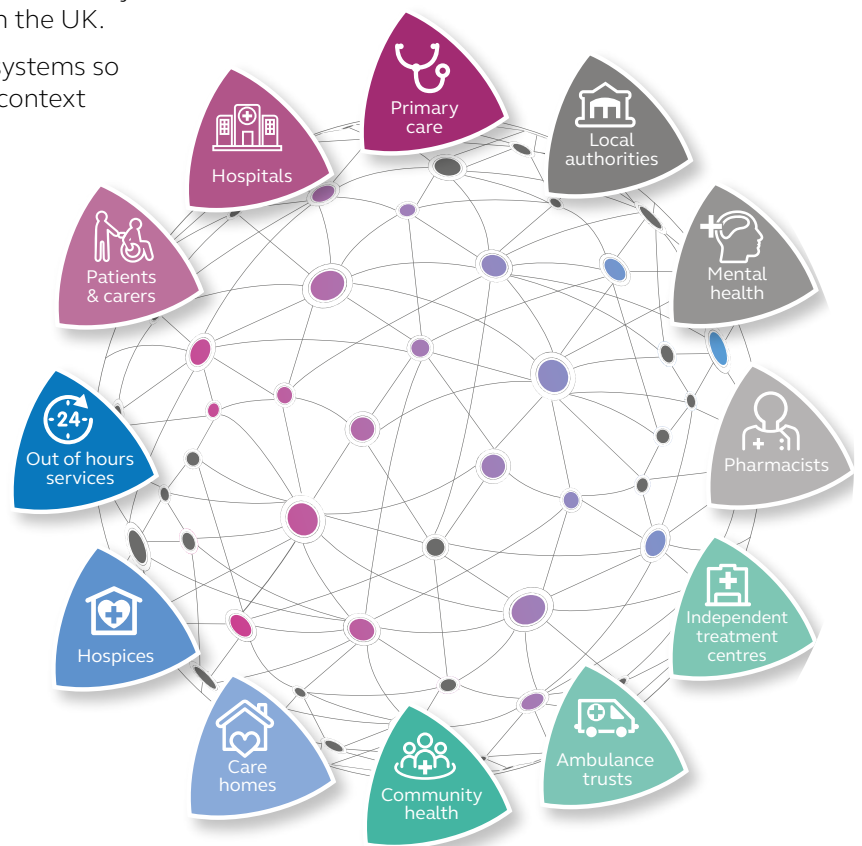 n the UK.
systems so
context
Primary
care
Local
authorities
Mental
health
Pharmacists
Independent
treatment
centres
Ambulance
trusts
Community
health
Care
homes
Hospices
-24-
Out of hours
services
Patients
& carers
Hospitals